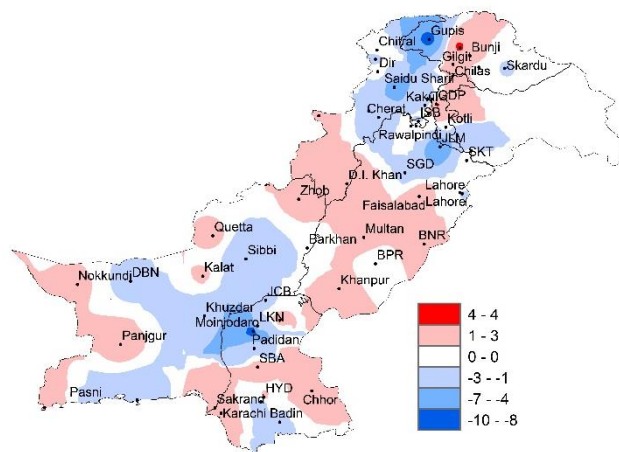 Gupis
Chitral
Bunji
Dir
Gilgit
Chilas
Skardu
Saidu Sharif
Kakul
GDP
Cherat
ISB
Kotli
Rawalpindi
JLM
SKT
SGD
D.I. Khan
Lahore
Zhob
Faisalabad
Lahore
Quetta
Multan
BNR
Barkhan
Sibbi
BPR
Kalat
Nokkundi
DBN
Khanpur
JCB
Khuzdar
LKN
Moinjodaro
Panjgur
Padidan
SBA
Pasni
HYD
Sakrand
Chhor
Karachi
Badin
4 - 4
1 - 3
0 - 0
-3 - -1
-7 - -4
-10 - -8